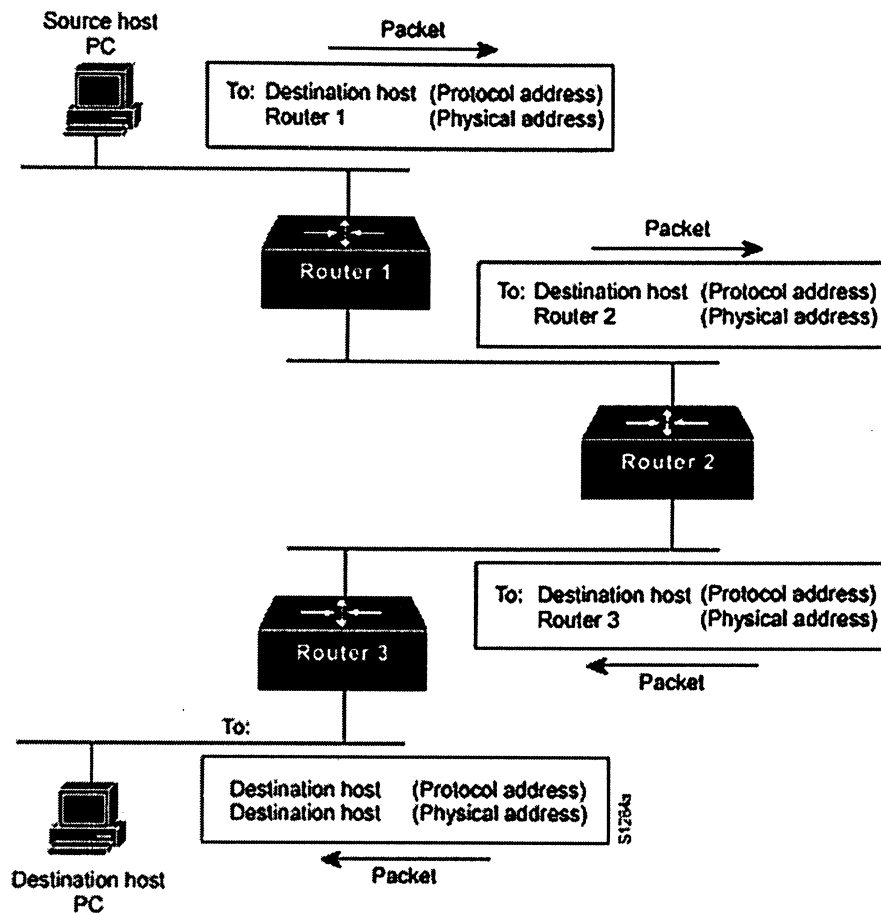 Source host
PC
Packet
To: Destination host (Protocol address)
Router 1 (Physical address)
Router 1
Packet
To: Destination host (Protocol address)
Router 2 (Physical address)
Router 2
To: Destination host (Protocol address)
Router 3 (Physical address)
Packet
Router 3
To:
Destination host (Protocol address)
Destination host (Physical address)
Packet
Destination host
PC